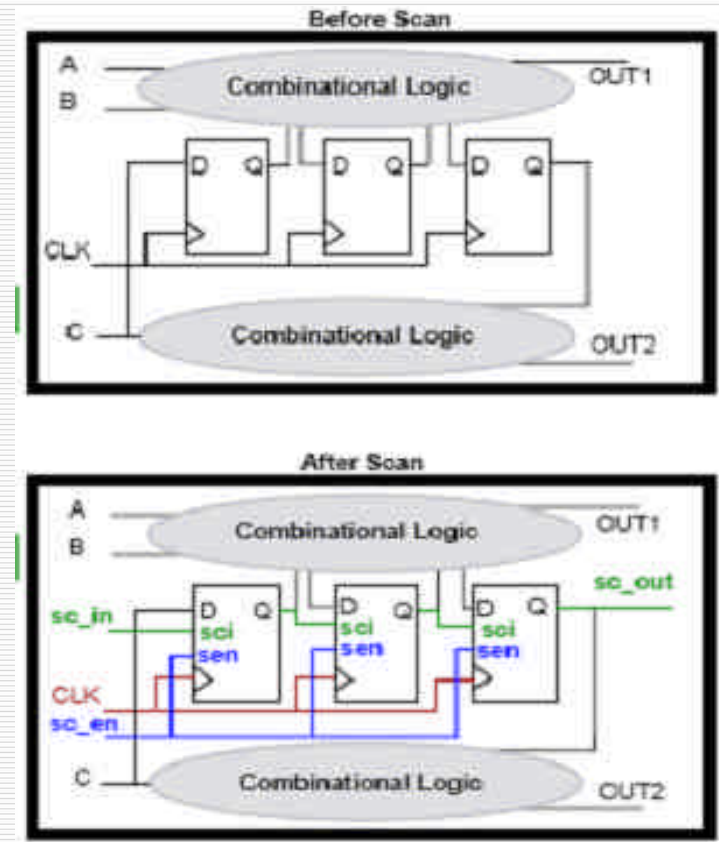 Before Scan
A
Combinational Logic
OUT1
B
D Q D Q D Q
CLK
C
Combinational Logic
OUT2
After Scan
A
Combinational Logic
OUT1
B
sc_out
sc_in
D Q D Q D Q
sci sci sci
sen sen sen
CLK
sc_en
C
Combinational Logic
OUT2